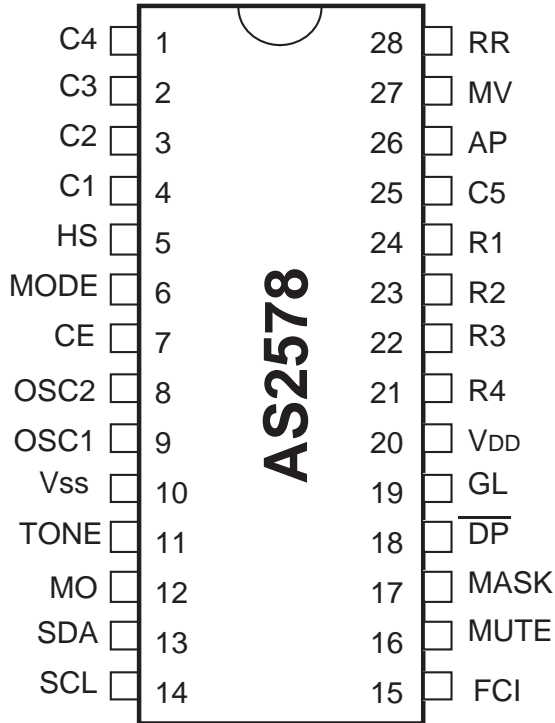 C4 1 28 RR
C3 2 27 MV
C2 3 26 AP
C1 4 25 C5
HS 5 24 R1
MODE 6 23 R2
CE 7 22 R3
OSC2 8 21 R4
OSC1 9 20 VDD
Vss 10 19 GL
TONE 11 18 D̅P̅
MO 12 17 MASK
SDA 13 16 MUTE
SCL 14 15 FCI
AS2578